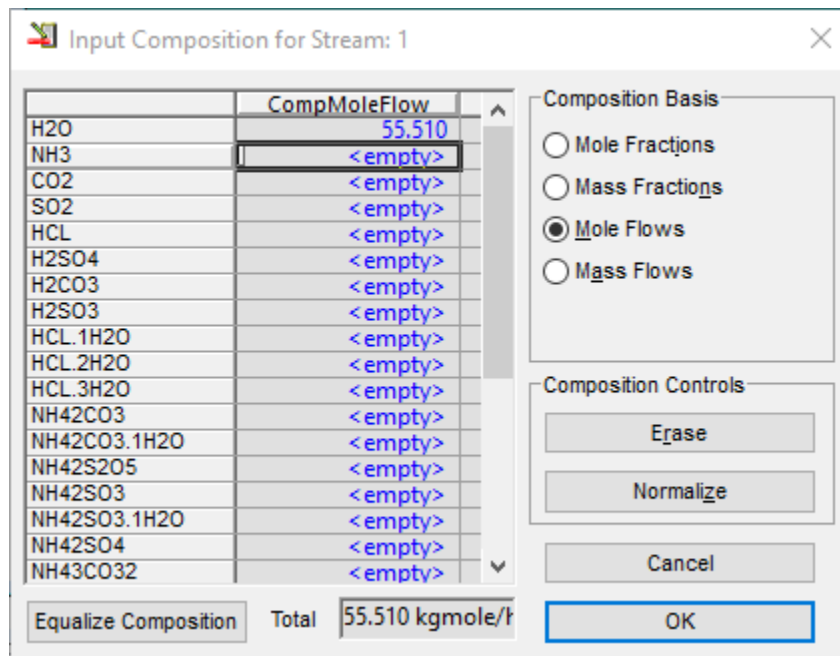 Input Composition for Stream: 1
CompMoleFlow
H2O 55.510
NH3 <empty>
CO2 <empty>
SO2 <empty>
HCL <empty>
H2SO4 <empty>
H2CO3 <empty>
H2SO3 <empty>
HCL.1H2O <empty>
HCL.2H2O <empty>
HCL.3H2O <empty>
NH42CO3 <empty>
NH42CO3.1H2O <empty>
NH42S2O5 <empty>
NH42SO3 <empty>
NH42SO3.1H2O <empty>
NH42SO4 <empty>
NH43CO32 <empty>
Equalize Composition Total 55.510 kgmole/h
Composition Basis
Mole Fractions
Mass Fractions
Mole Flows
Mass Flows
Composition Controls
Erase
Normalize
Cancel
OK